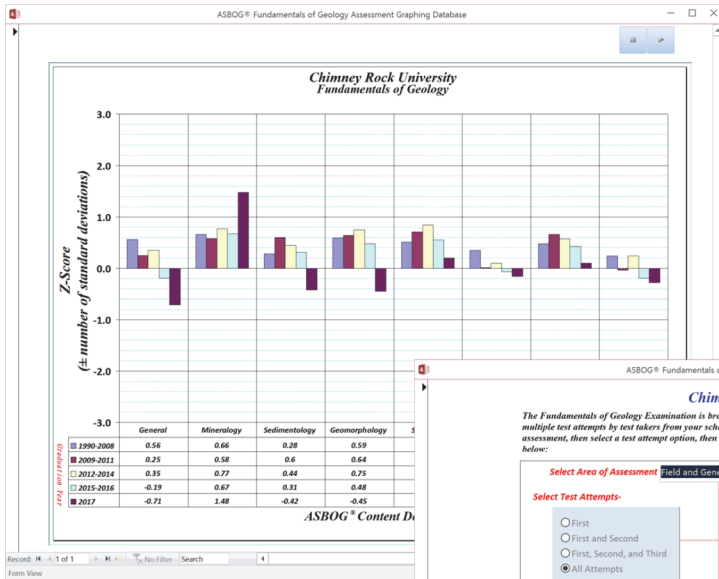 ASBOG® Fundamentals of Geology Assessment Graphing Database
Chimney Rock University
Fundamentals of Geology
Z-Score
(± number of standard deviations)
3.0
2.0
1.0
0.0
-1.0
-2.0
-3.0
General Mineralogy Sedimentology Geomorphology S
Graduation Year
1990-2008 0.56 0.66 0.28 0.59
2009-2011 0.25 0.58 0.6 0.64
2012-2014 0.35 0.77 0.44 0.75
2015-2016 -0.19 0.67 0.31 0.48
2017 -0.71 1.48 -0.42 -0.45
ASBOG® Content Do
Record: 1 of 1 No Filter Search
Form View
ASBOG® Fundamentals o
Chim
The Fundamentals of Geology Examination is bro
multiple test attempts by test takers from your scho
assessment, then select a test attempt option, then
below:
Select Area of Assessment Field and Gene
Select Test Attempts-
First
First and Second
First, Second, and Third
All Attempts